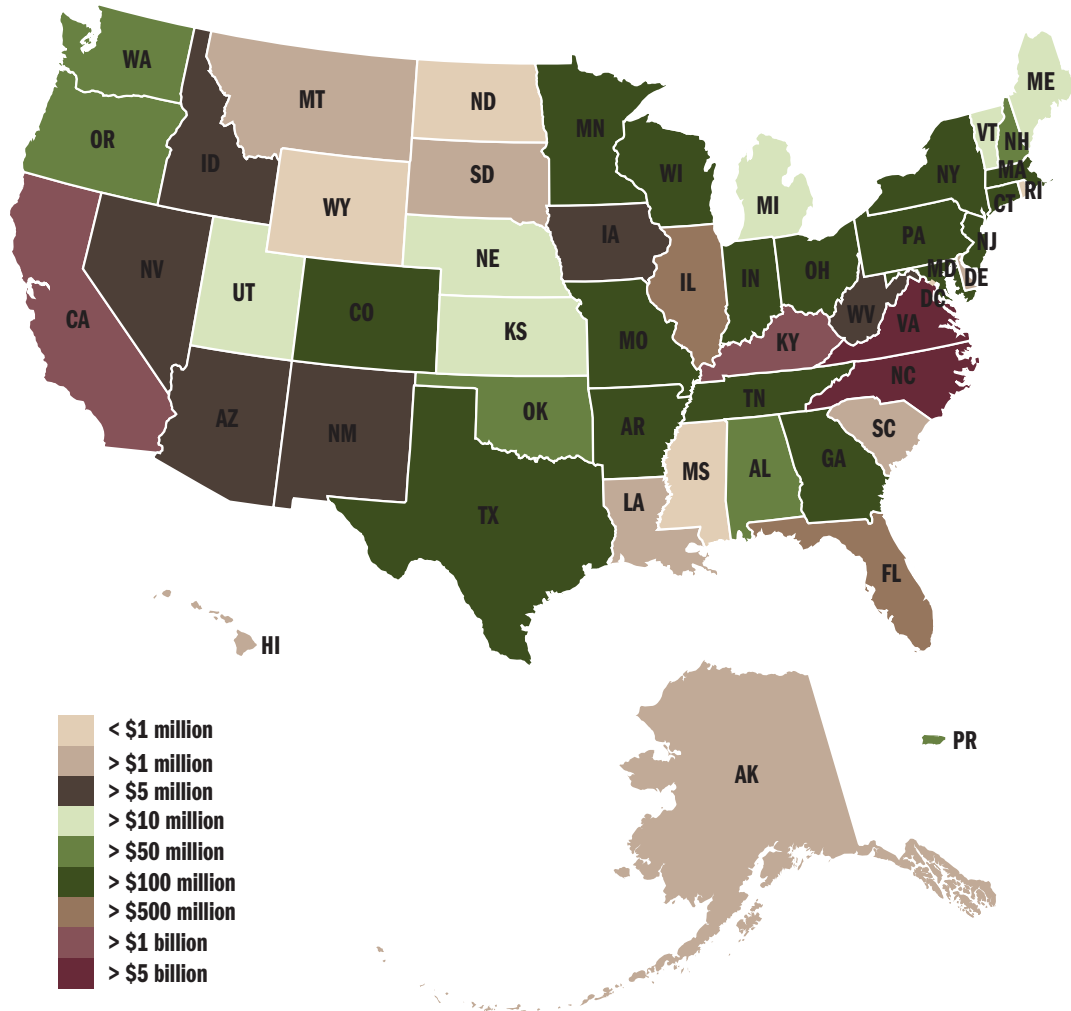 WA
MT
ND
MN
ME
OR
ID
SD
WI
VT
NH
NY
MA
RI
CT
WY
MI
IA
PA
NJ
NV
UT
NE
IL
IN
OH
MD
DE
DC
CA
CO
KS
MO
KY
WV
VA
AZ
NM
OK
AR
TN
NC
SC
TX
LA
MS
AL
GA
FL
HI
AK
PR
< $1 million
> $1 million
> $5 million
> $10 million
> $50 million
> $100 million
> $500 million
> $1 billion
> $5 billion